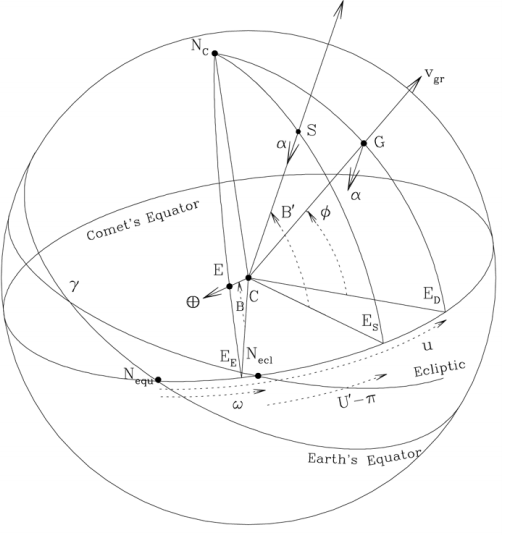 N_C
v_gr
S
α
G
α
B′
φ
Comet's Equator
E
C
⊕
B
γ
E_D
E_S
u
E_E
N_ecl
Ecliptic
N_equ
ω
U′−π
Earth's Equator